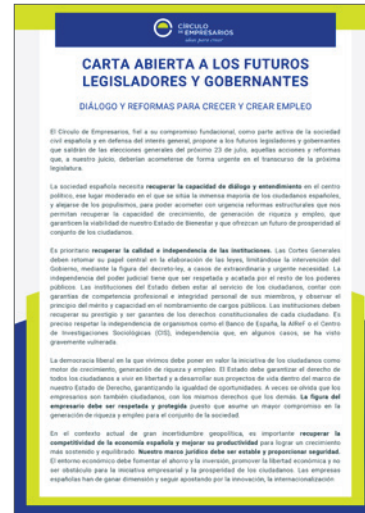 CÍRCULO
DE EMPRESARIOS
ideas para crecer
CARTA ABIERTA A LOS FUTUROS
LEGISLADORES Y GOBERNANTES
DIÁLOGO Y REFORMAS PARA CRECER Y CREAR EMPLEO
El Círculo de Empresarios, fiel a su compromiso fundacional, como parte activa de la sociedad
civil española y en defensa del interés general, propone a los futuros legisladores y gobernantes
que saldrán de las elecciones generales del próximo 23 de julio, aquellas acciones y reformas
que, a nuestro juicio, deberían acometerse de forma urgente en el transcurso de la próxima
legislatura.
La sociedad española necesita recuperar la capacidad de diálogo y entendimiento en el centro
político, ese lugar moderado en el que se sitúa la inmensa mayoría de los ciudadanos españoles,
y alejarse de los populismos, para poder acometer con urgencia reformas estructurales que nos
permitan recuperar la capacidad de crecimiento, de generación de riqueza y empleo, que
garanticen la viabilidad de nuestro Estado de Bienestar y que ofrezcan un futuro de prosperidad al
conjunto de los ciudadanos.
Es prioritario recuperar la calidad e independencia de las instituciones. Las Cortes Generales
deben retomar su papel central en la elaboración de las leyes, limitándose la intervención del
Gobierno, mediante la figura del decreto-ley, a casos de extraordinaria y urgente necesidad. La
independencia del poder judicial tiene que ser respetada y acatada por el resto de los poderes
públicos. Las instituciones del Estado deben estar al servicio de los ciudadanos, contar con
garantías de competencia profesional e integridad personal de sus miembros, y observar el
principio del mérito y capacidad en el nombramiento de cargos públicos. Las instituciones deben
recuperar su prestigio y ser garantes de los derechos constitucionales de cada ciudadano. Es
preciso respetar la independencia de organismos como el Banco de España, la AIReF o el Centro
de Investigaciones Sociológicas (CIS), independencia que, en algunos casos, se ha visto
gravemente vulnerada.
La democracia liberal en la que vivimos debe poner en valor la iniciativa de los ciudadanos como
motor de crecimiento, generación de riqueza y empleo. El Estado debe garantizar el derecho de
todos los ciudadanos a vivir en libertad y a desarrollar sus proyectos de vida dentro del marco de
nuestro Estado de Derecho, garantizando la igualdad de oportunidades. A veces se olvida que los
empresarios son también ciudadanos, con los mismos derechos que los demás. La figura del
empresario debe ser respetada y protegida puesto que asume un mayor compromiso en la
generación de riqueza y empleo para el conjunto de la sociedad.
En el contexto actual de gran incertidumbre geopolítica, es importante recuperar la
competitividad de la economía española y mejorar su productividad para lograr un crecimiento
más sostenido y equilibrado. Nuestro marco jurídico debe ser estable y proporcionar seguridad.
El entorno económico debe fomentar el ahorro y la inversión, promover la libertad económica y no
ser obstáculo para la iniciativa empresarial y la prosperidad de los ciudadanos. Las empresas
españolas han de ganar dimensión y seguir apostando por la innovación, la internacionalización